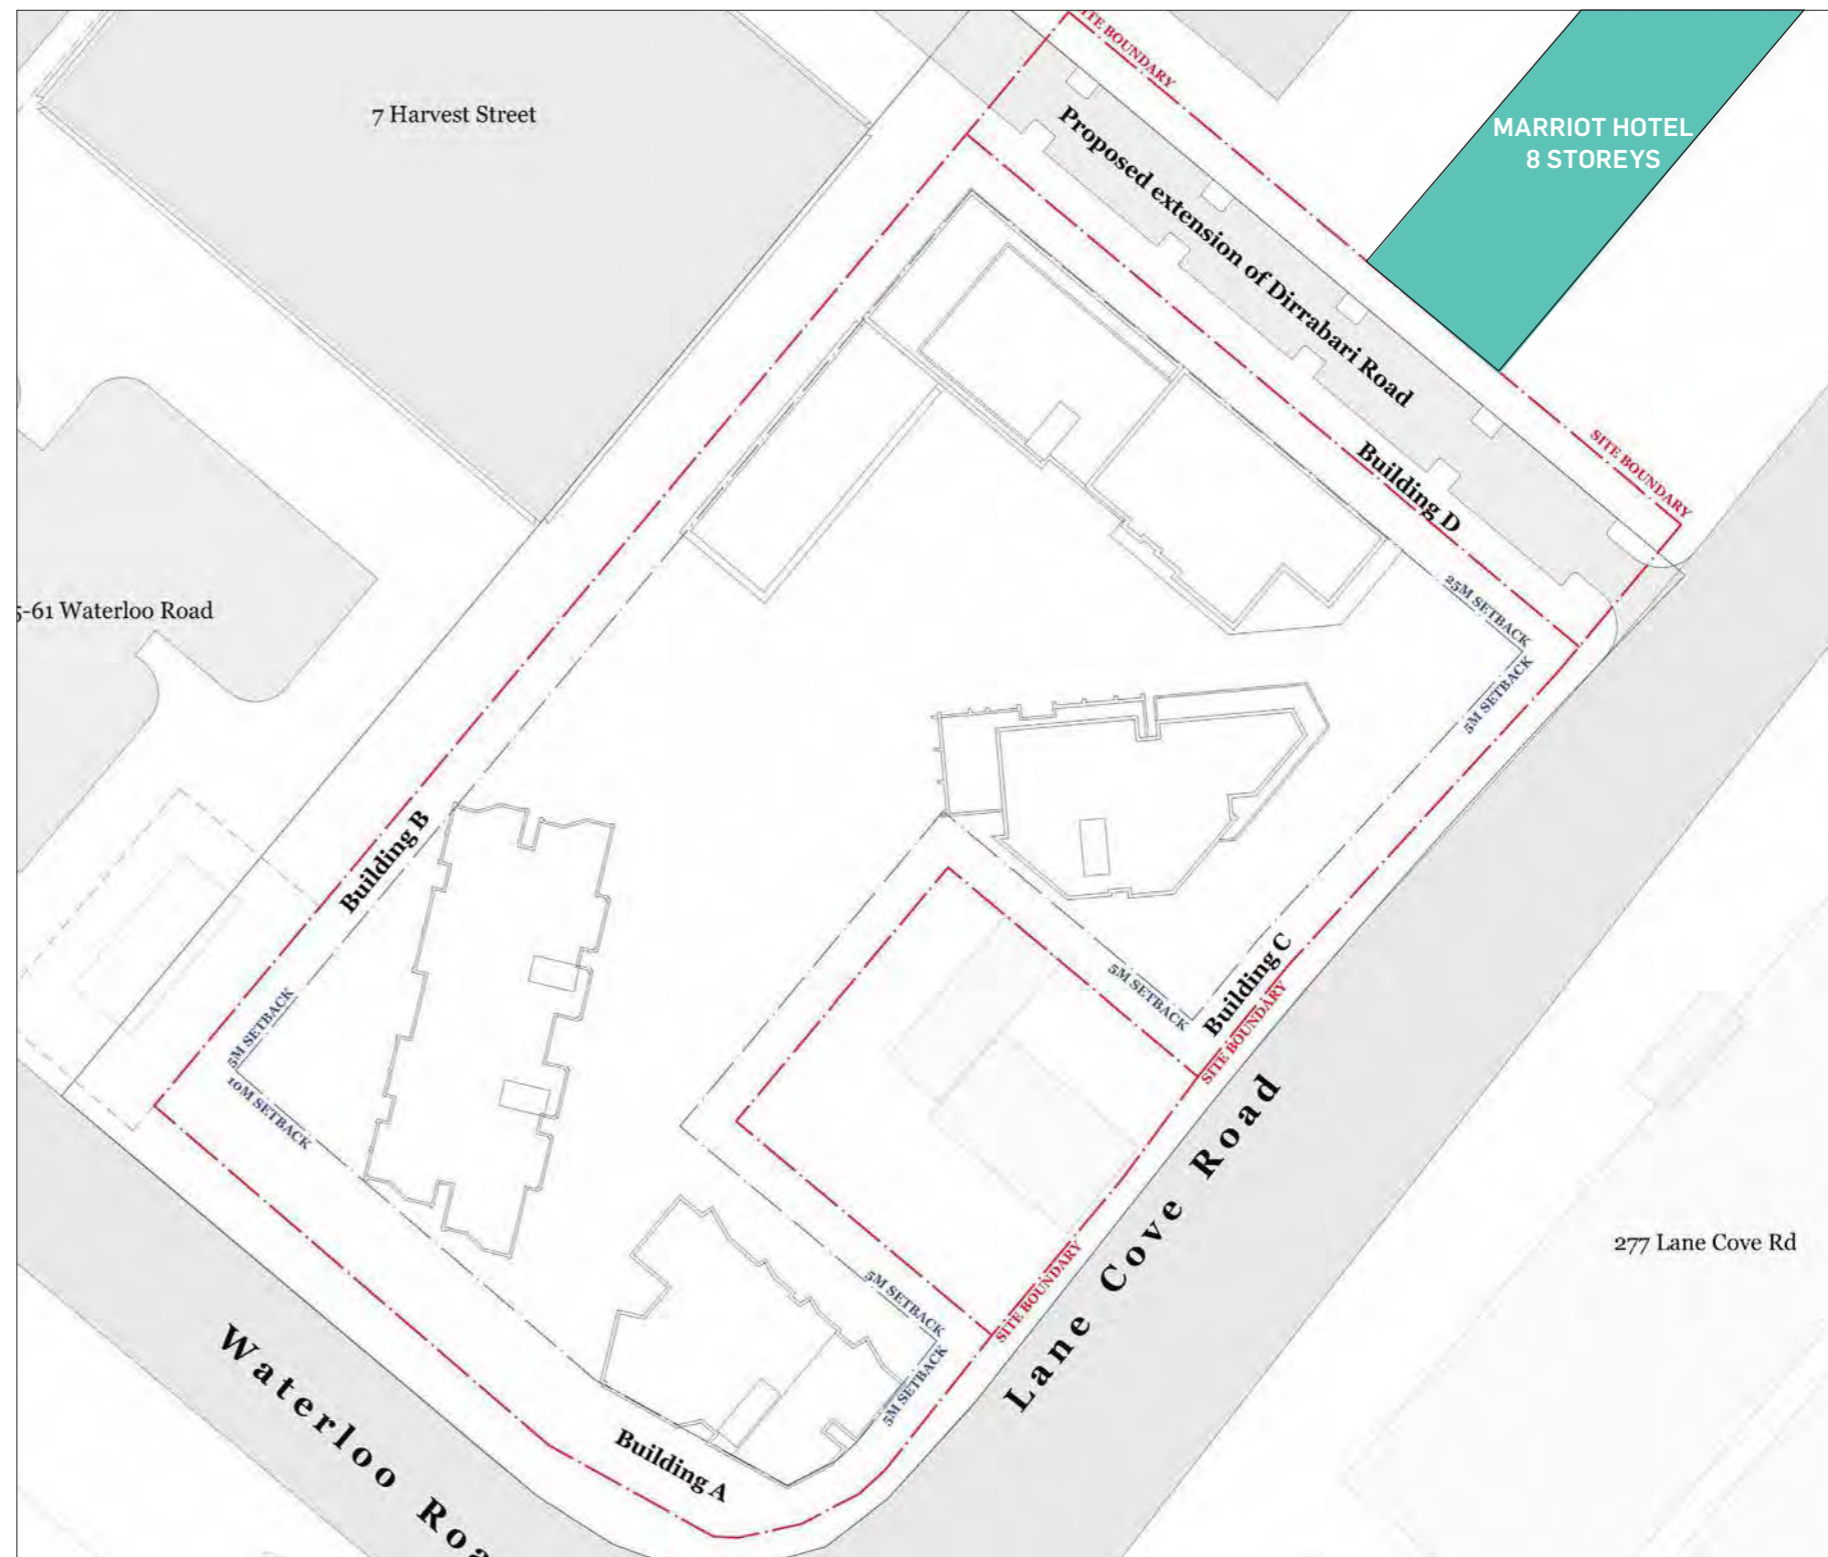 SITE BOUNDARY
7 Harvest Street
MARRIOT HOTEL
8 STOREYS
Proposed extension of Dirrabari Road
SITE BOUNDARY
Building D
25M SETBACK
5M SETBACK
5-61 Waterloo Road
Building B
5M SETBACK
10M SETBACK
5M SETBACK
Building C
SITE BOUNDARY
Lane Cove Road
277 Lane Cove Rd
5M SETBACK
SITE BOUNDARY
5M SETBACK
Building A
Waterloo Roa